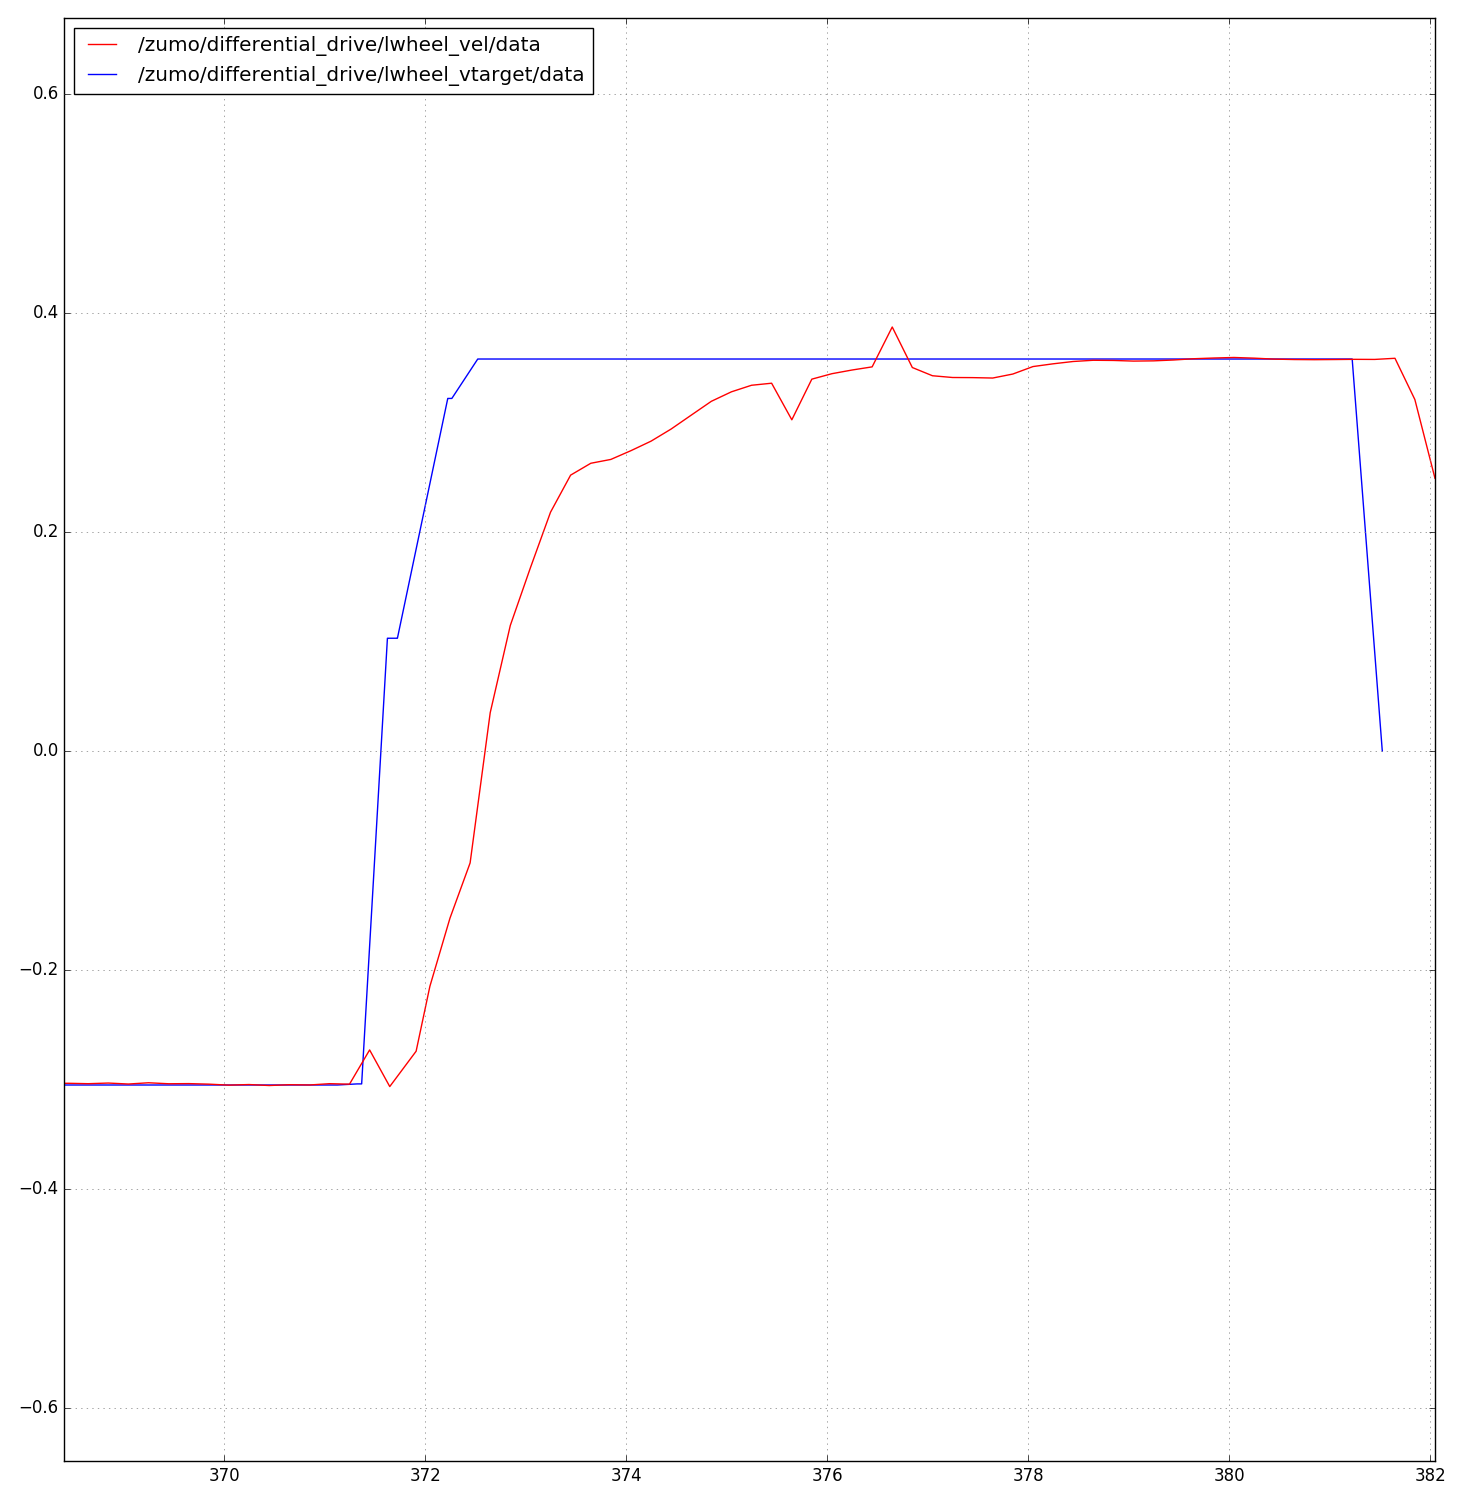 /zumo/differential_drive/lwheel_vel/data
/zumo/differential_drive/lwheel_vtarget/data
0.6
0.4
0.2
0.0
−0.2
−0.4
−0.6
370 372 374 376 378 380 382